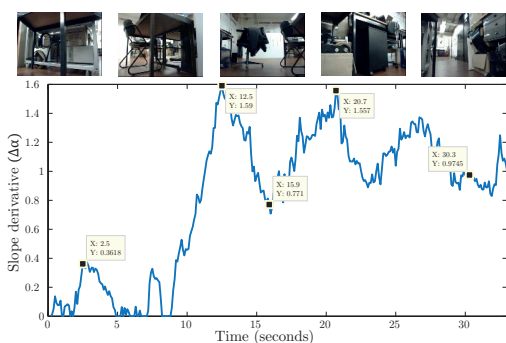 1.6
1.4
1.2
1
0.8
0.6
0.4
0.2
0
Slope derivative (Δα)
X: 2.5
Y: 0.3618
X: 12.5
Y: 1.59
X: 15.9
Y: 0.771
X: 20.7
Y: 1.557
X: 30.3
Y: 0.9745
0 5 10 15 20 25 30
Time (seconds)